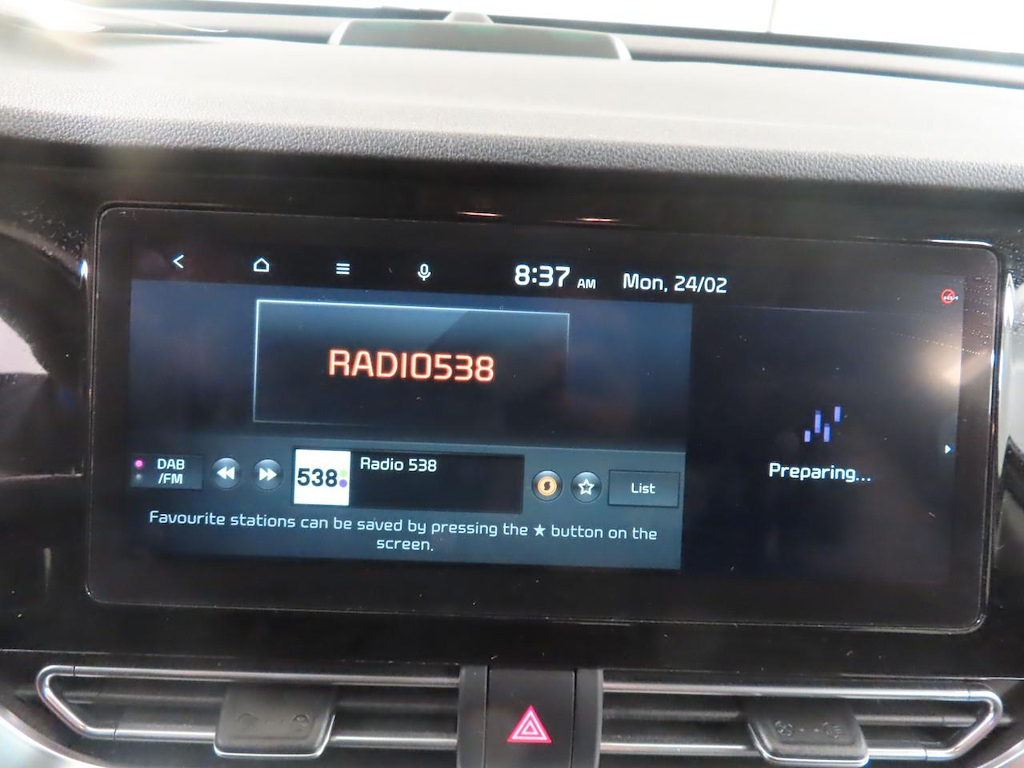 8:37 AM Mon, 24/02
RADIO538
Preparing...
DAB
/FM
538
Radio 538
List
Favourite stations can be saved by pressing the ★ button on the
screen.